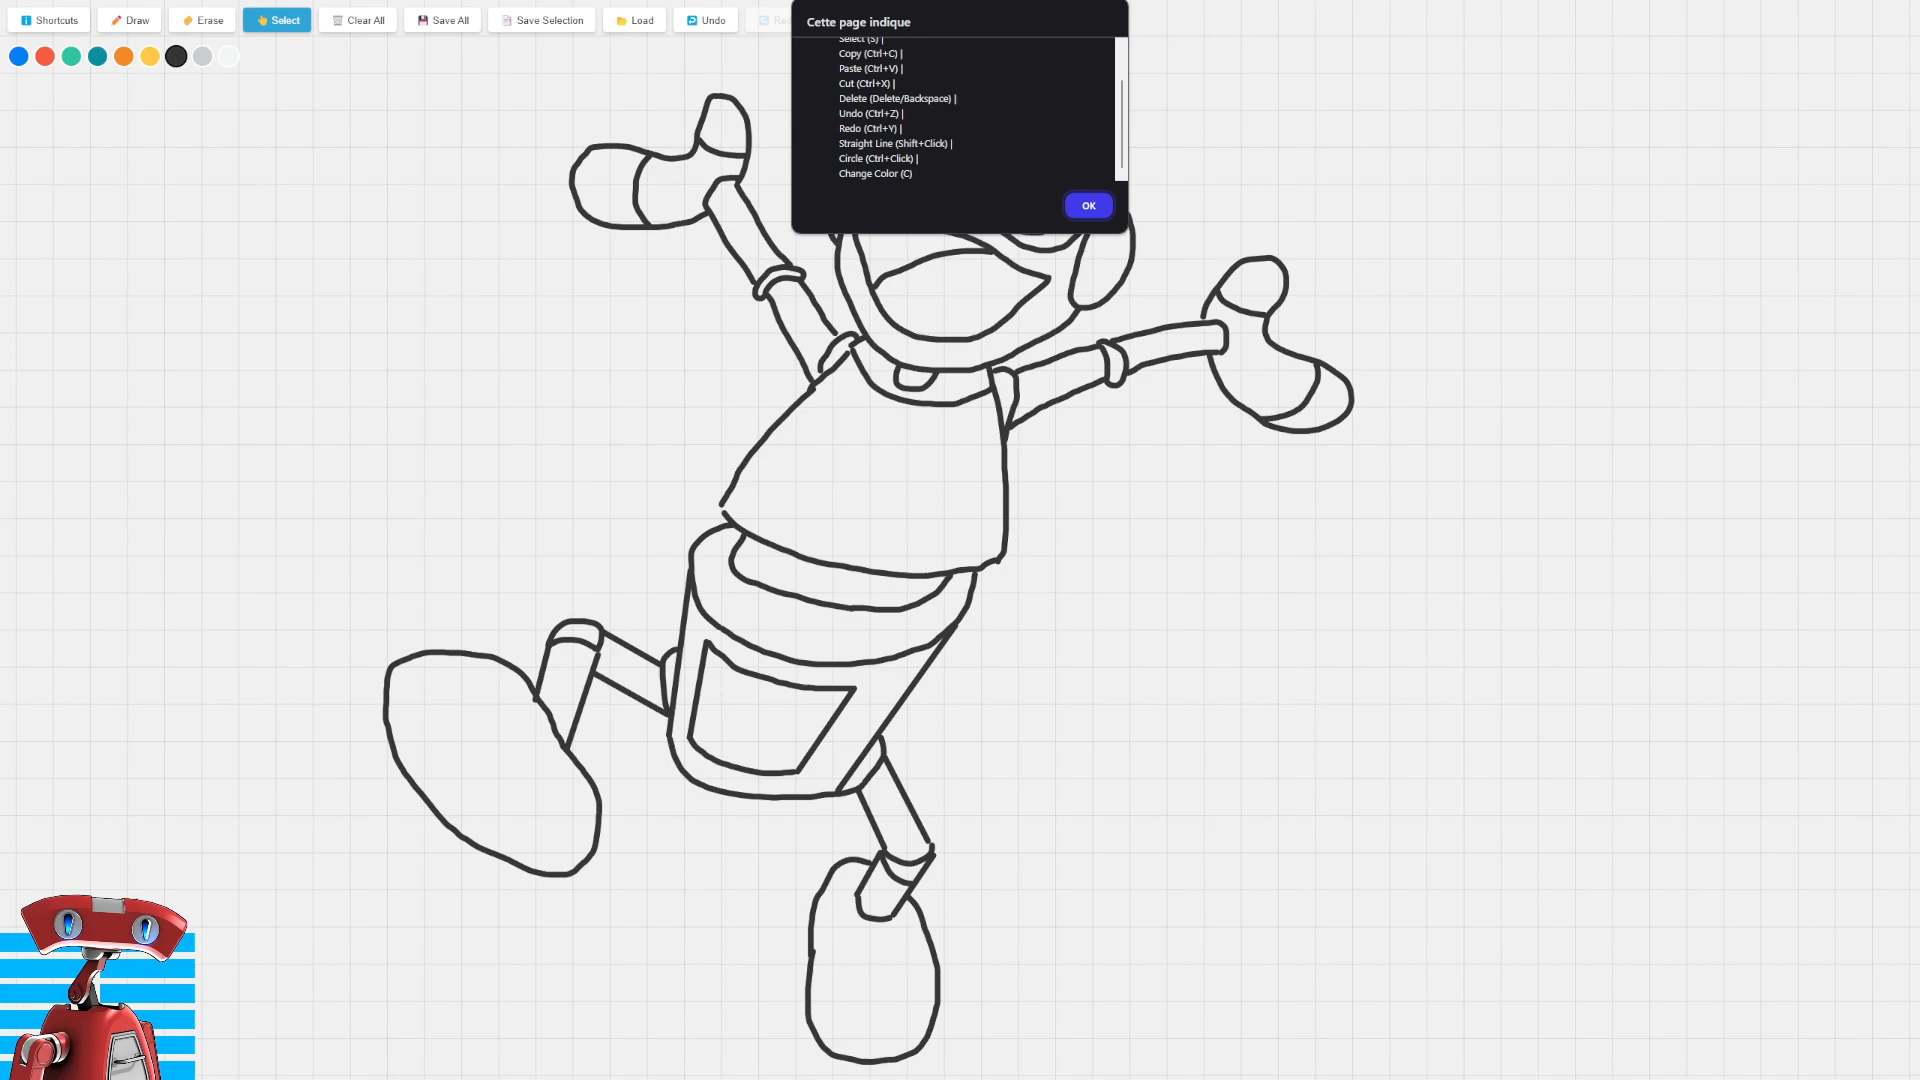 Shortcuts
Draw
Erase
Select
Clear All
Save All
Save Selection
Load
Undo
Cette page indique
Select (S) |
Copy (Ctrl+C) |
Paste (Ctrl+V) |
Cut (Ctrl+X) |
Delete (Delete/Backspace) |
Undo (Ctrl+Z) |
Redo (Ctrl+Y) |
Straight Line (Shift+Click) |
Circle (Ctrl+Click) |
Change Color (C)
OK